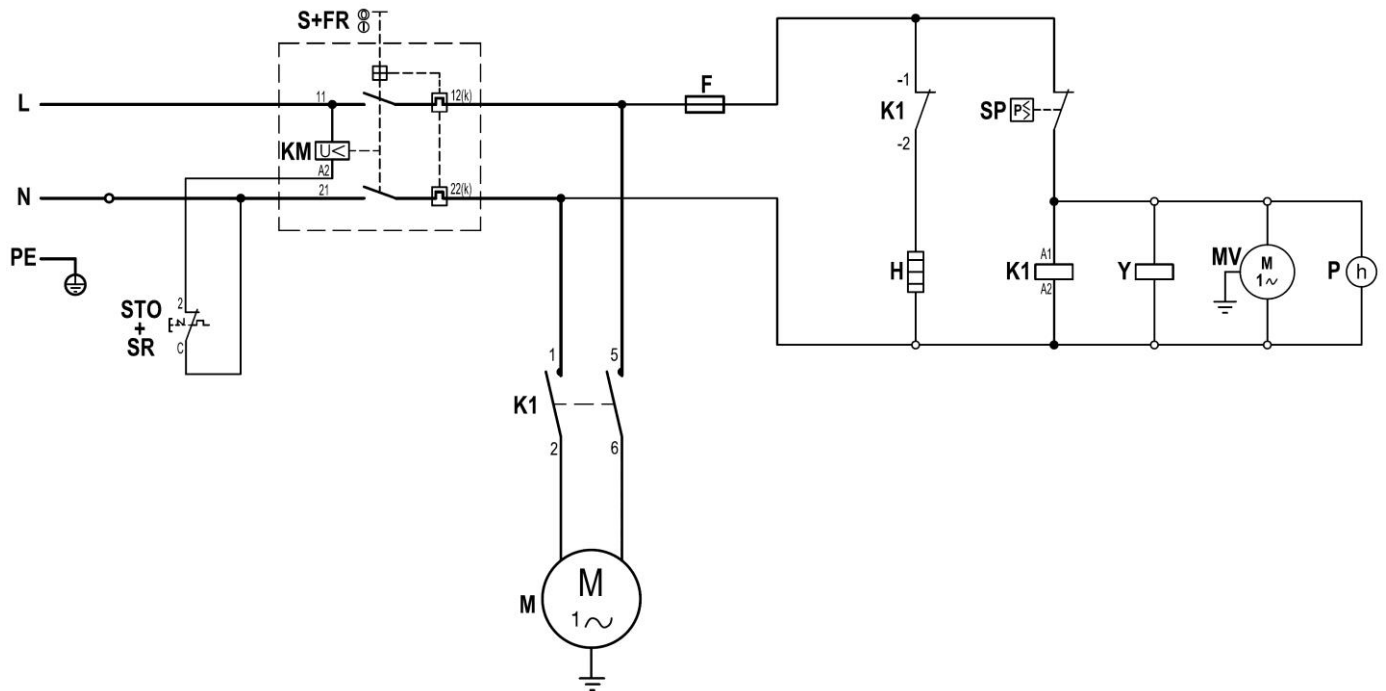 S+FR
L
11
12(k)
F
-1
K1
-2
SP
P
KM
U<
A2
N
21
22(k)
PE
STO
+
SR
2
C
H
K1
A1
A2
Y
MV
M
1~
P
h
1
5
K1
2
6
M
M
1~